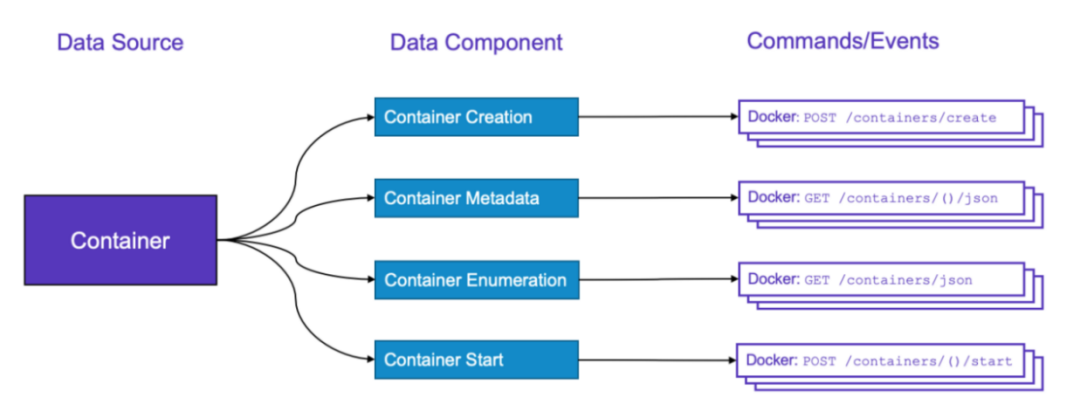 Data Source
Data Component
Commands/Events
Container
Container Creation
Docker: POST /containers/create
Container Metadata
Docker: GET /containers/()/json
Container Enumeration
Docker: GET /containers/json
Container Start
Docker: POST /containers/()/start